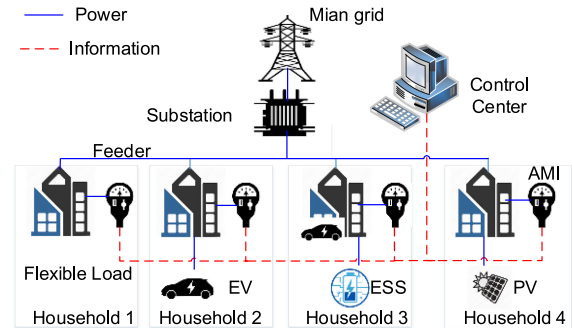 Power
Information
Mian grid
Control
Center
Substation
Feeder
AMI
Flexible Load
EV
ESS
PV
Household 1
Household 2
Household 3
Household 4